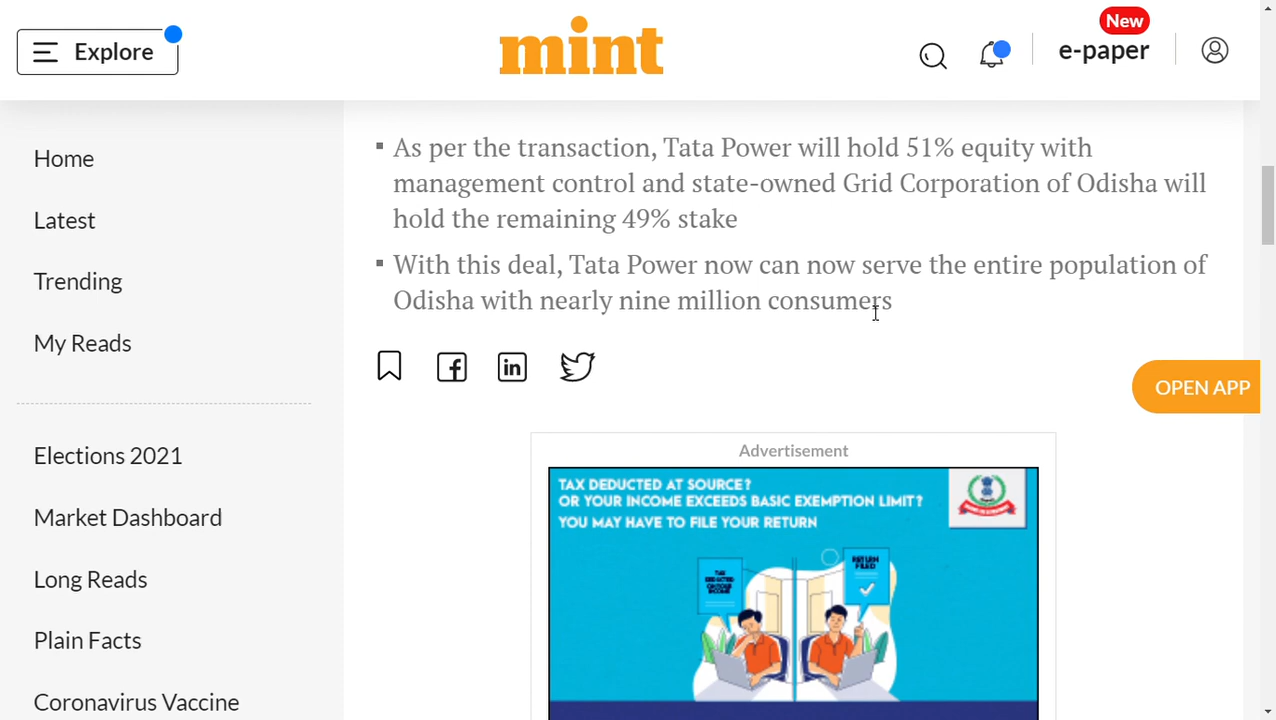 Explore
mint
New
e-paper
Home
Latest
Trending
My Reads
Elections 2021
Market Dashboard
Long Reads
Plain Facts
Coronavirus Vaccine
As per the transaction, Tata Power will hold 51% equity with
management control and state-owned Grid Corporation of Odisha will
hold the remaining 49% stake
With this deal, Tata Power now can now serve the entire population of
Odisha with nearly nine million consumers
OPEN APP
Advertisement
TAX DEDUCTED AT SOURCE?
OR YOUR INCOME EXCEEDS BASIC EXEMPTION LIMIT?
YOU MAY HAVE TO FILE YOUR RETURN
RETURN
FILED